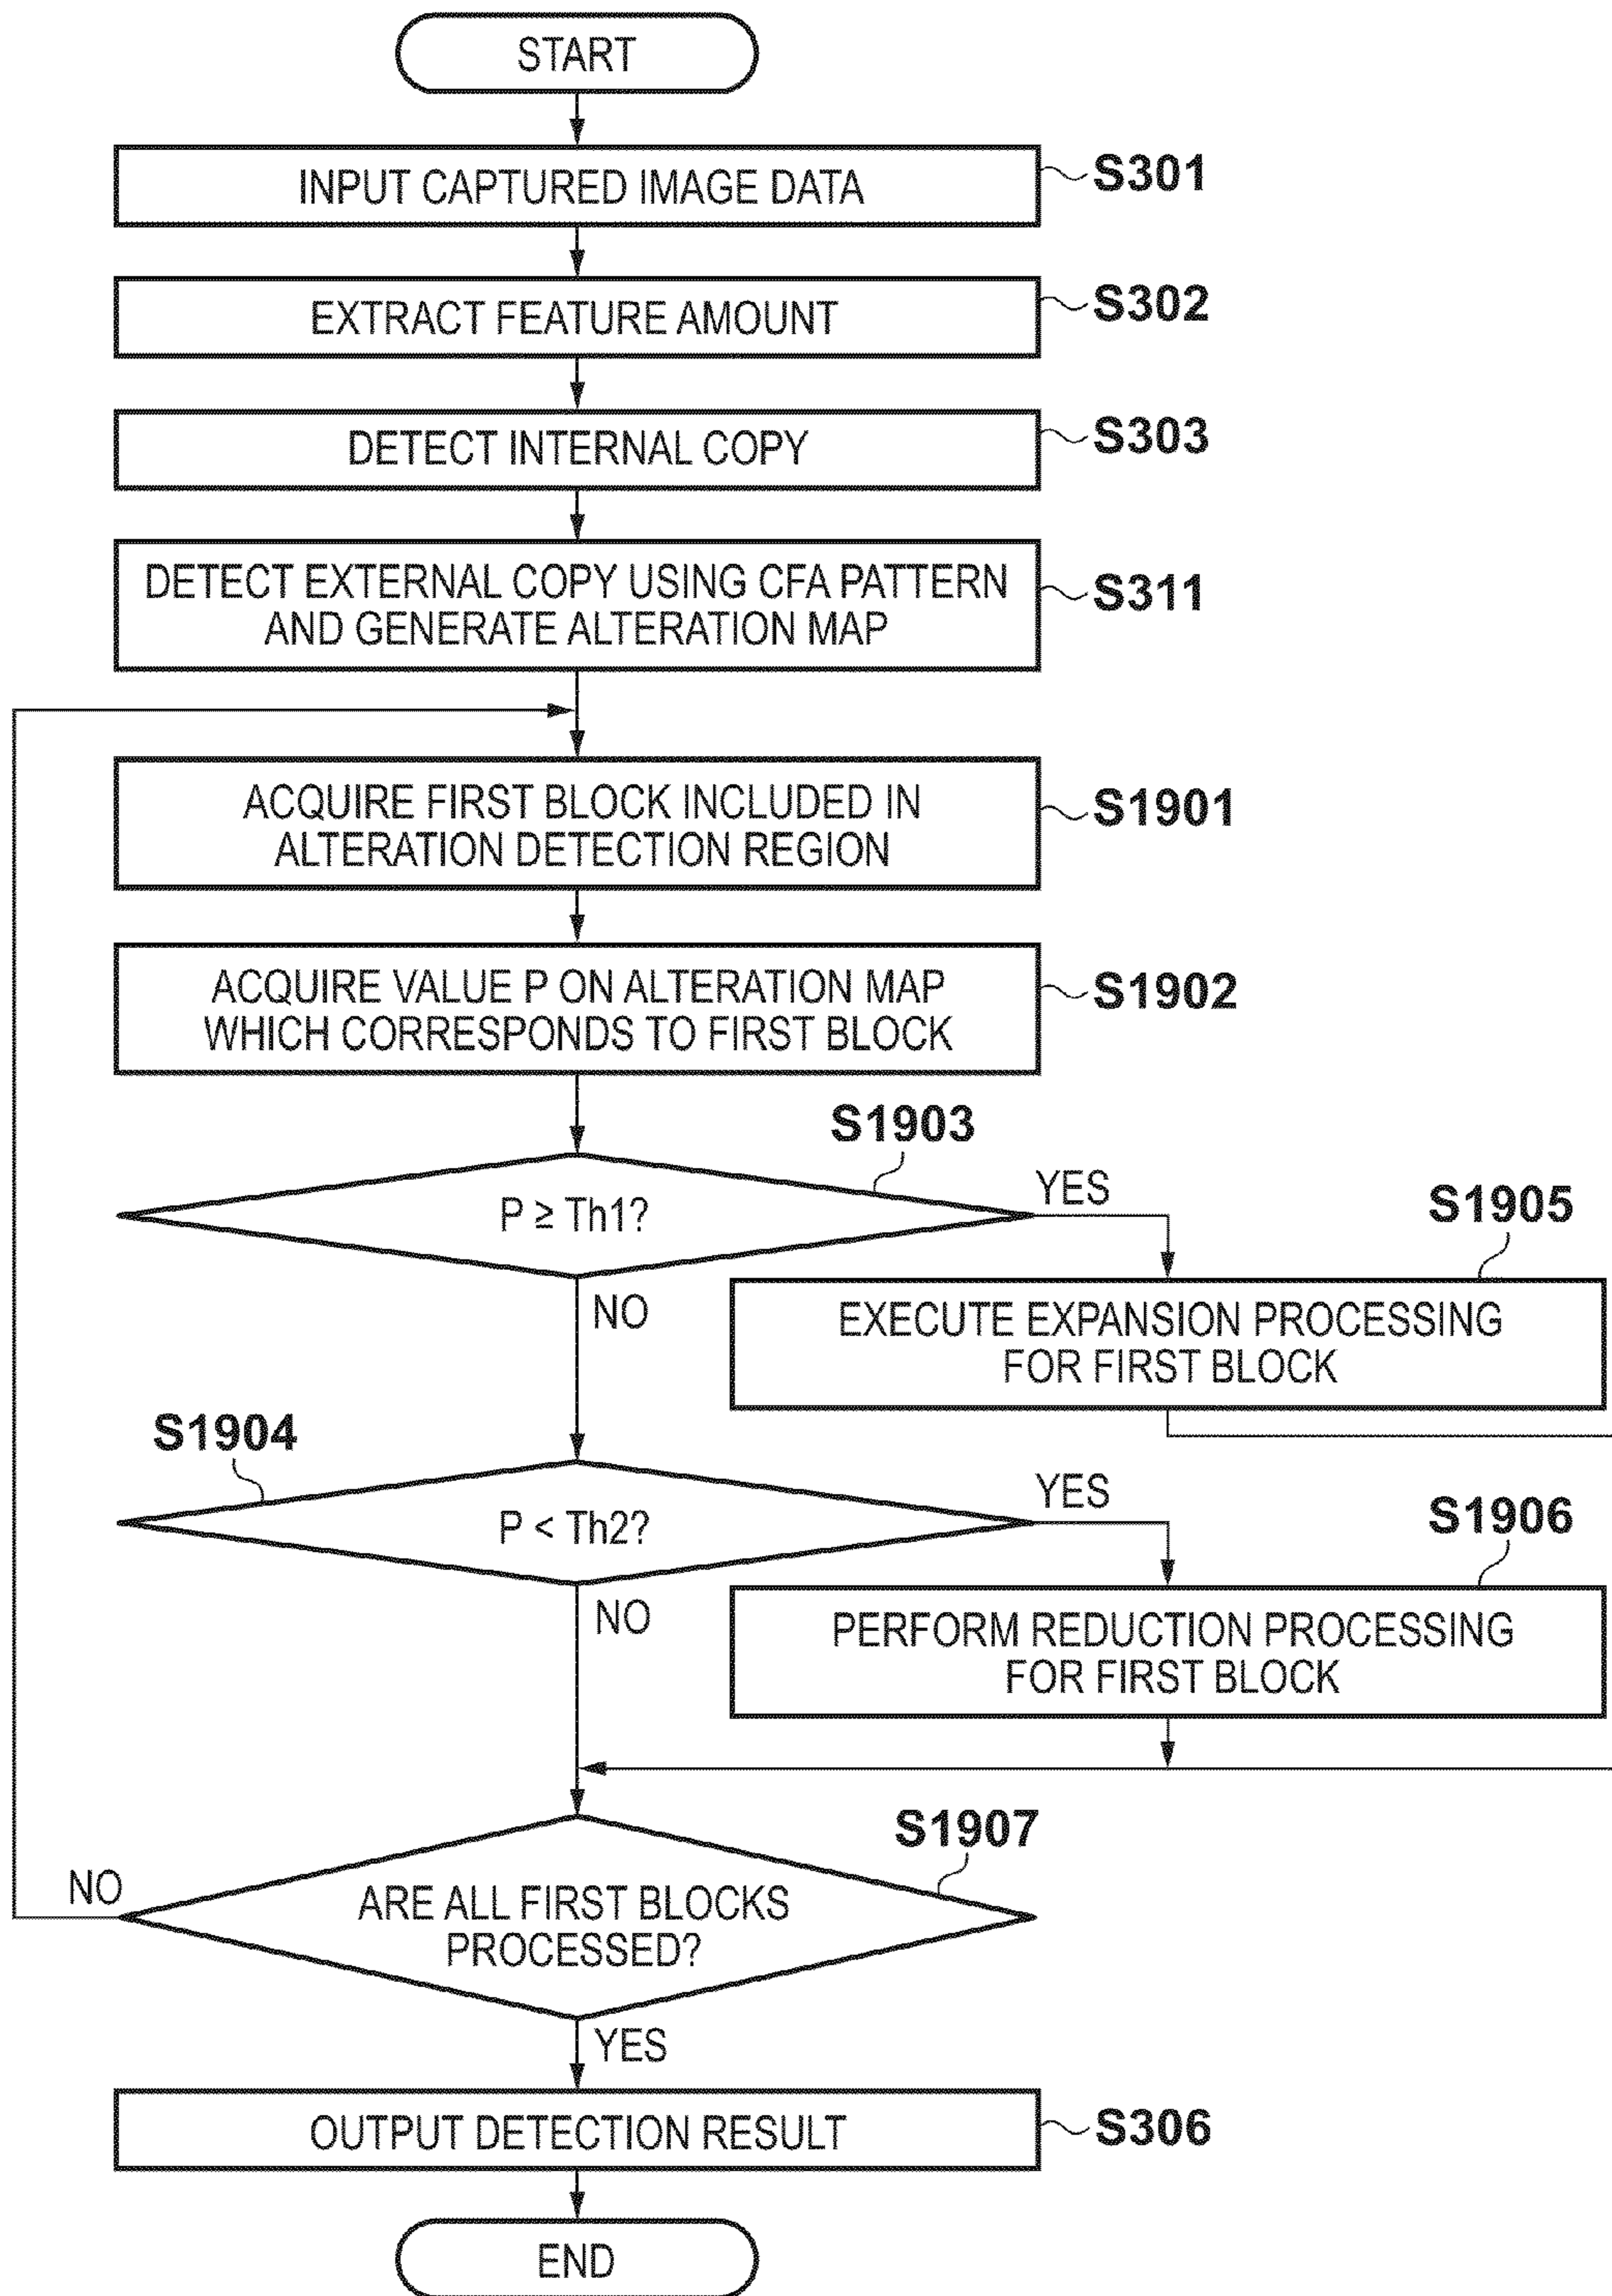 START
INPUT CAPTURED IMAGE DATA
S301
EXTRACT FEATURE AMOUNT
S302
DETECT INTERNAL COPY
S303
DETECT EXTERNAL COPY USING CFA PATTERN
AND GENERATE ALTERATION MAP
S311
ACQUIRE FIRST BLOCK INCLUDED IN
ALTERATION DETECTION REGION
S1901
ACQUIRE VALUE P ON ALTERATION MAP
WHICH CORRESPONDS TO FIRST BLOCK
S1902
S1903
P ≥ Th1?
YES
NO
S1905
EXECUTE EXPANSION PROCESSING
FOR FIRST BLOCK
S1904
P < Th2?
YES
NO
S1906
PERFORM REDUCTION PROCESSING
FOR FIRST BLOCK
S1907
NO
ARE ALL FIRST BLOCKS
PROCESSED?
YES
OUTPUT DETECTION RESULT
S306
END